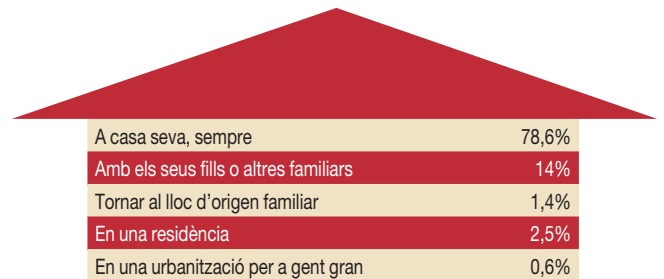 A casa seva, sempre 78,6%
Amb els seus fills o altres familiars 14%
Tornar al lloc d’origen familiar 1,4%
En una residència 2,5%
En una urbanització per a gent gran 0,6%